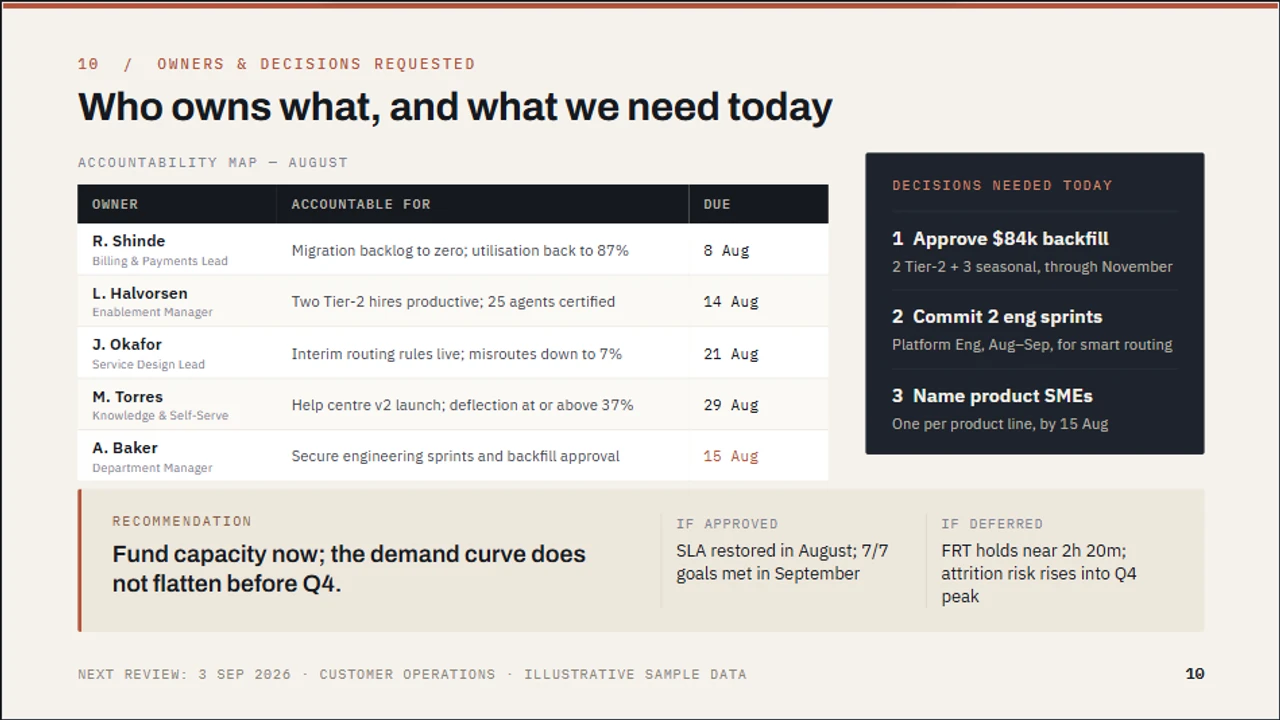 10 / OWNERS & DECISIONS REQUESTED
Who owns what, and what we need today
ACCOUNTABILITY MAP — AUGUST
OWNER ACCOUNTABLE FOR DUE
R. Shinde
Billing & Payments Lead
Migration backlog to zero; utilisation back to 87%
8 Aug
L. Halvorsen
Enablement Manager
Two Tier-2 hires productive; 25 agents certified
14 Aug
J. Okafor
Service Design Lead
Interim routing rules live; misroutes down to 7%
21 Aug
M. Torres
Knowledge & Self-Serve
Help centre v2 launch; deflection at or above 37%
29 Aug
A. Baker
Department Manager
Secure engineering sprints and backfill approval
15 Aug
DECISIONS NEEDED TODAY
1 Approve $84k backfill
2 Tier-2 + 3 seasonal, through November
2 Commit 2 eng sprints
Platform Eng, Aug–Sep, for smart routing
3 Name product SMEs
One per product line, by 15 Aug
RECOMMENDATION
Fund capacity now; the demand curve does
not flatten before Q4.
IF APPROVED
SLA restored in August; 7/7
goals met in September
IF DEFERRED
FRT holds near 2h 20m;
attrition risk rises into Q4
peak
NEXT REVIEW: 3 SEP 2026 · CUSTOMER OPERATIONS · ILLUSTRATIVE SAMPLE DATA
10